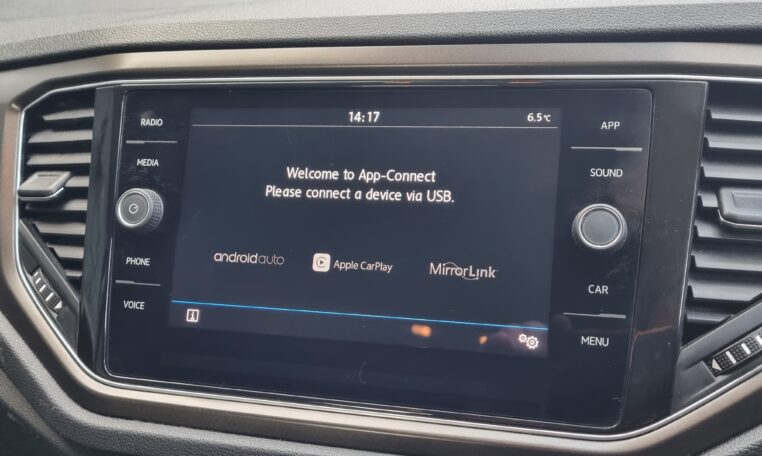 14:17
6.5℃
RADIO
MEDIA
PHONE
VOICE
Welcome to App-Connect
Please connect a device via USB.
androidauto
Apple CarPlay
MirrorLink
i
APP
SOUND
CAR
MENU